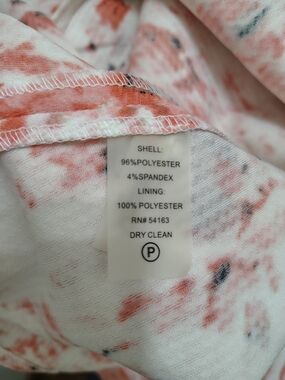 SHELL:
96%POLYESTER
4%SPANDEX
LINING:
100% POLYESTER
RN# 54163
DRY CLEAN
P